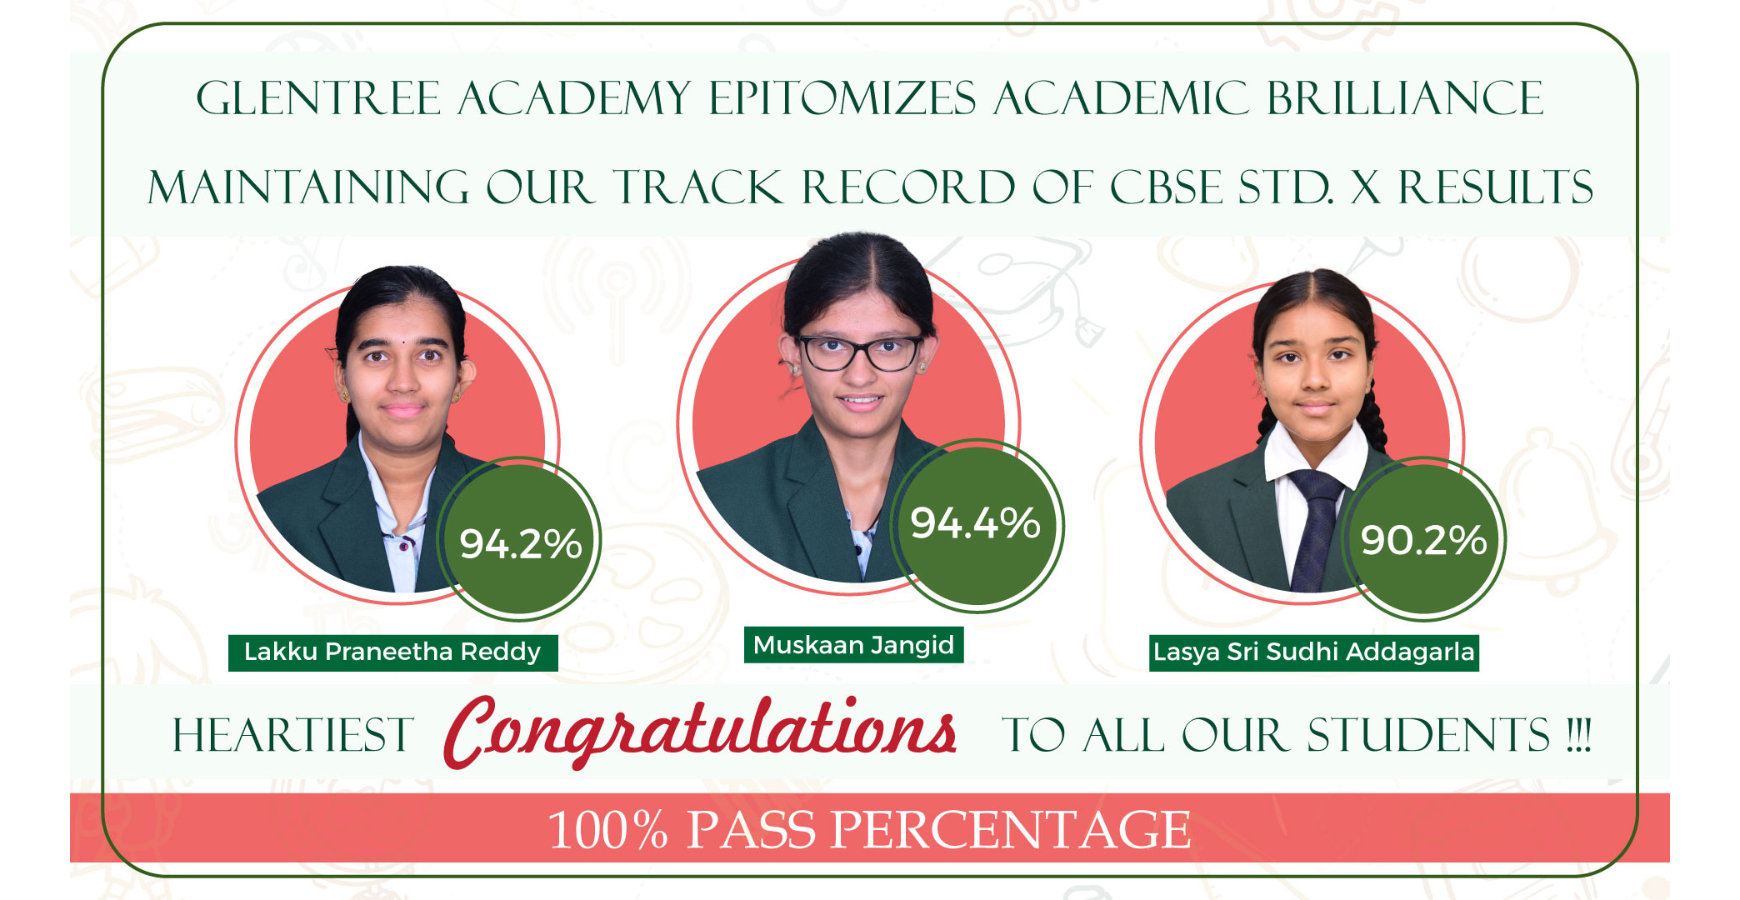 GLENTREE ACADEMY EPITOMIZES ACADEMIC BRILLIANCE
MAINTAINING OUR TRACK RECORD OF CBSE STD. X RESULTS
94.2%
94.4%
90.2%
Lakku Praneetha Reddy
Muskaan Jangid
Lasya Sri Sudhi Addagarla
HEARTIEST Congratulations TO ALL OUR STUDENTS !!!
100% PASS PERCENTAGE